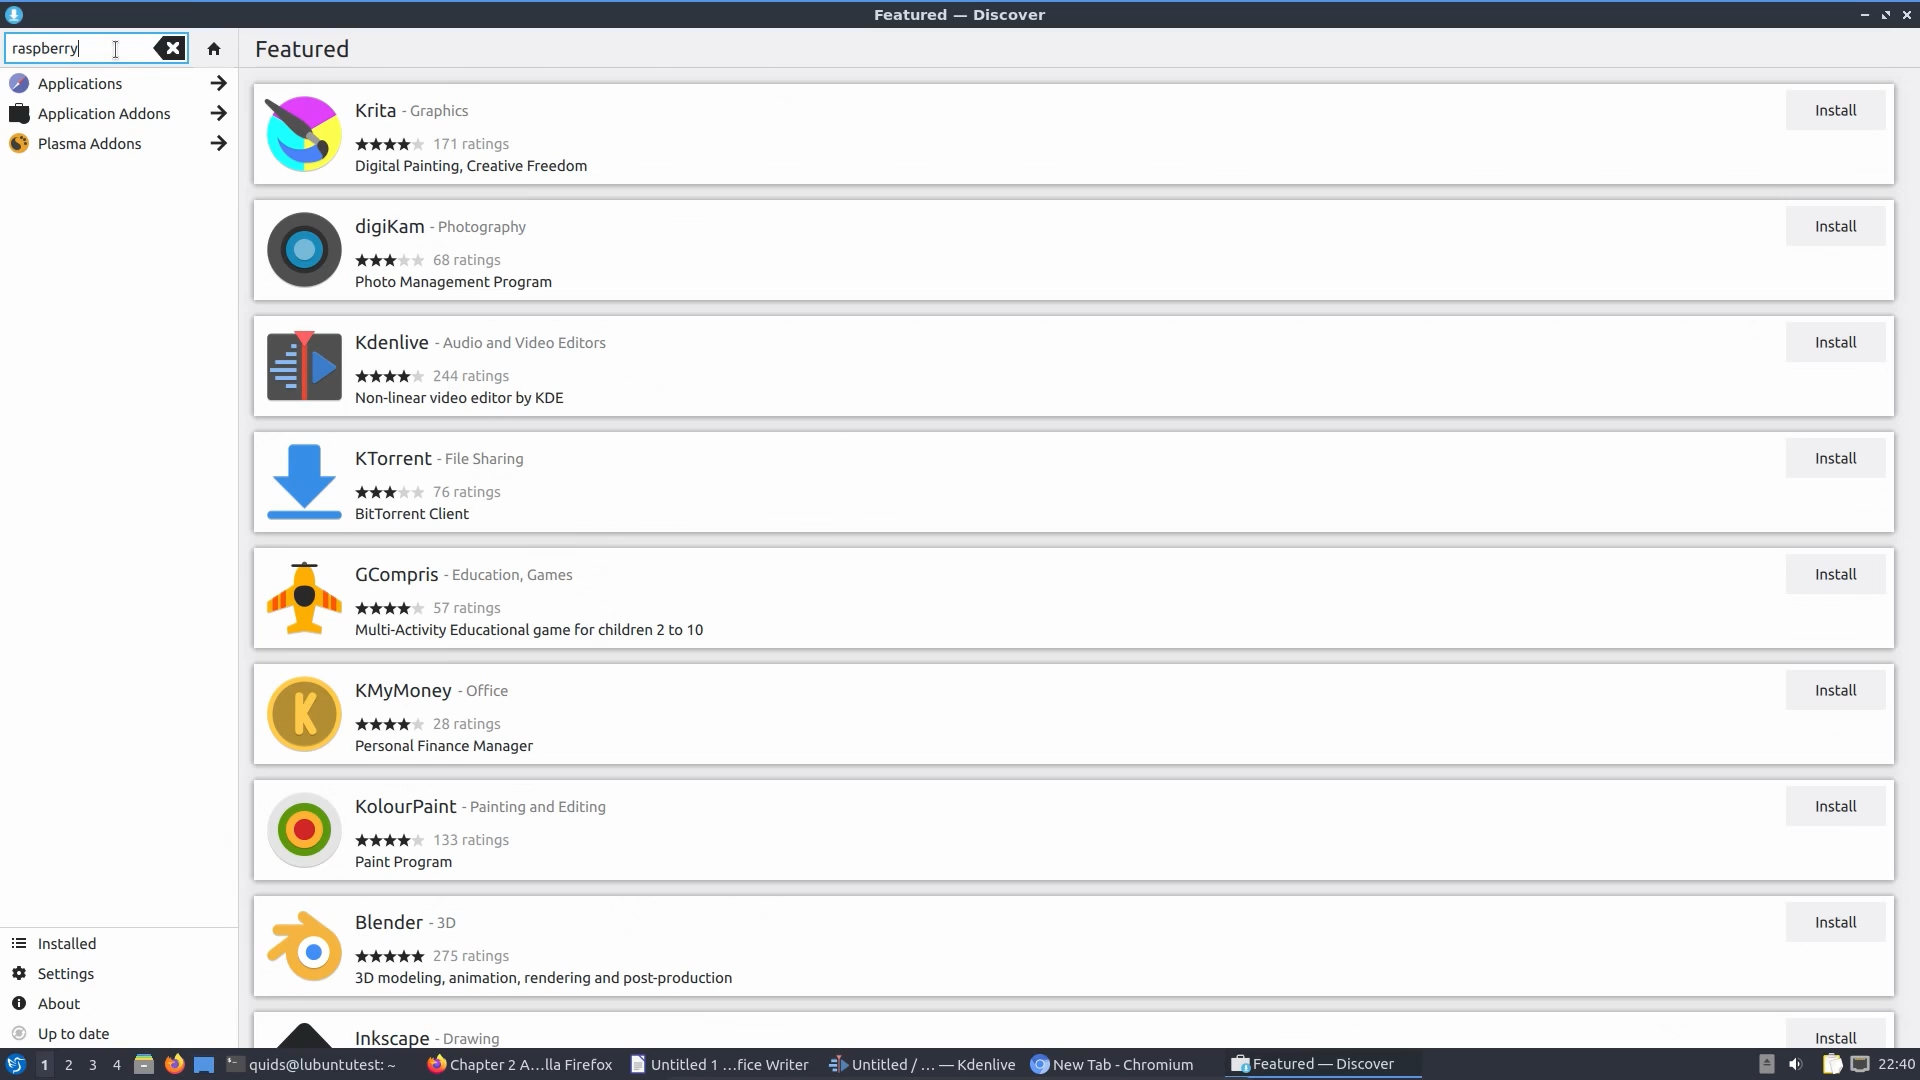 Featured — Discover
raspberry
Featured
Applications
Application Addons
Plasma Addons
Krita - Graphics
171 ratings
Digital Painting, Creative Freedom
Install
digiKam - Photography
68 ratings
Photo Management Program
Install
Kdenlive - Audio and Video Editors
244 ratings
Non-linear video editor by KDE
Install
KTorrent - File Sharing
76 ratings
BitTorrent Client
Install
GCompris - Education, Games
57 ratings
Multi-Activity Educational game for children 2 to 10
Install
KMyMoney - Office
28 ratings
Personal Finance Manager
Install
KolourPaint - Painting and Editing
133 ratings
Paint Program
Install
Blender - 3D
275 ratings
3D modeling, animation, rendering and post-production
Install
Inkscape - Drawing
Install
Installed
Settings
About
Up to date
1 2 3 4 quids@lubuntutest: ~ Chapter 2 A...lla Firefox Untitled 1 ...fice Writer Untitled / ... — Kdenlive New Tab - Chromium Featured — Discover 22:40